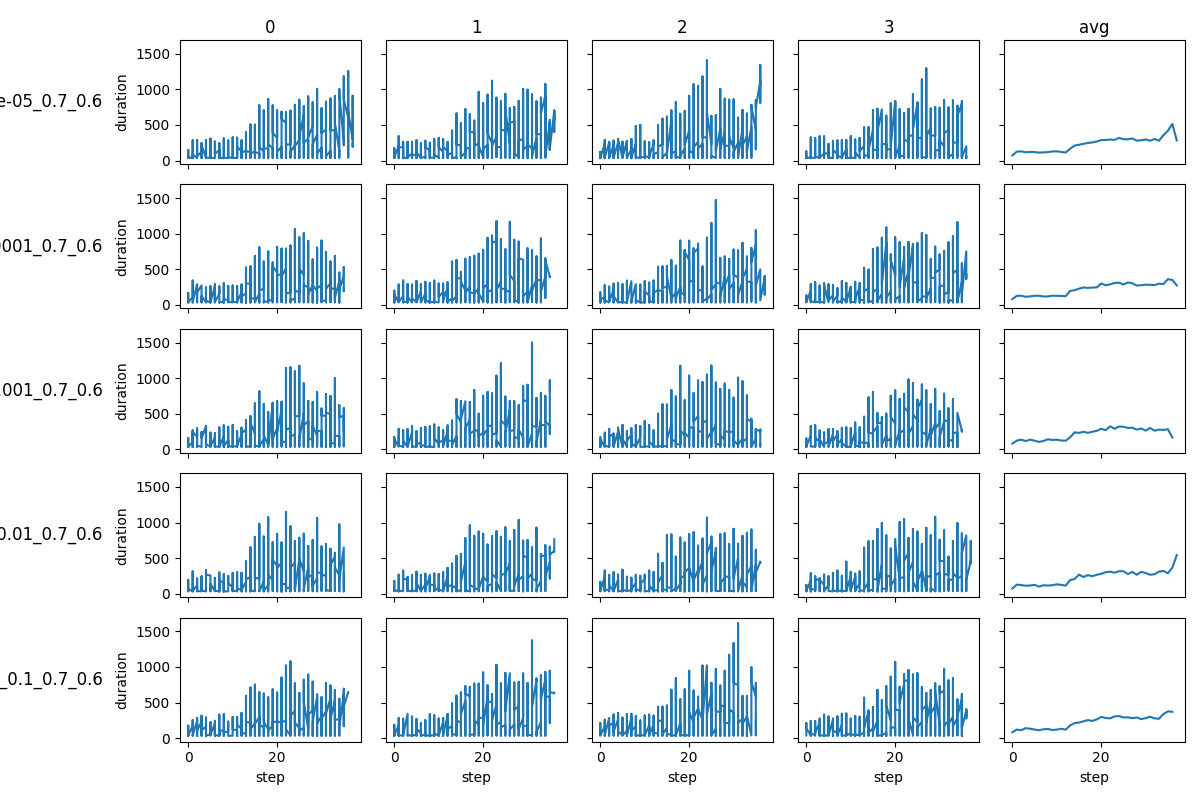 0 1 2 3 avg
e-05_0.7_0.6 duration 1500 1000 500 0
0001_0.7_0.6 duration 1500 1000 500 0
.001_0.7_0.6 duration 1500 1000 500 0
0.01_0.7_0.6 duration 1500 1000 500 0
_0.1_0.7_0.6 duration 1500 1000 500 0
0 20 0 20 0 20 0 20 0 20
step step step step step